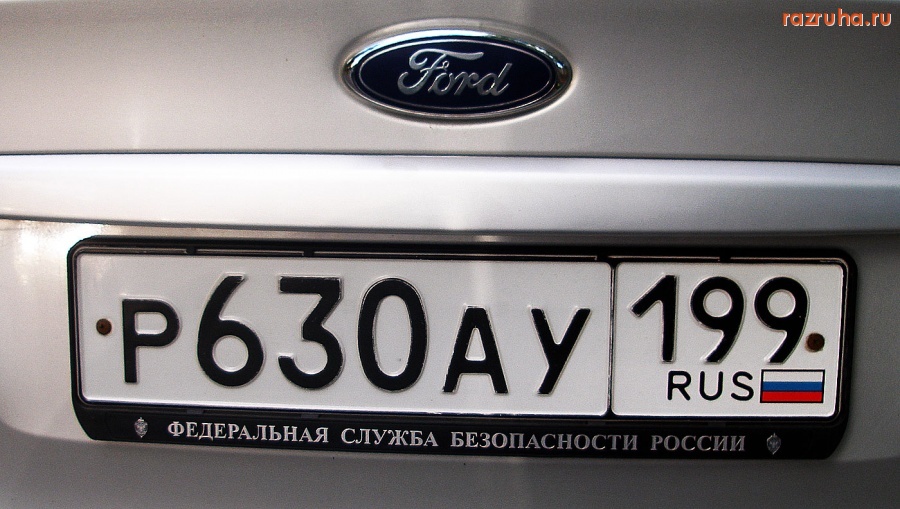 razruha.ru
Ford
Р630АУ 199
RUS
ФЕДЕРАЛЬНАЯ СЛУЖБА БЕЗОПАСНОСТИ РОССИИ